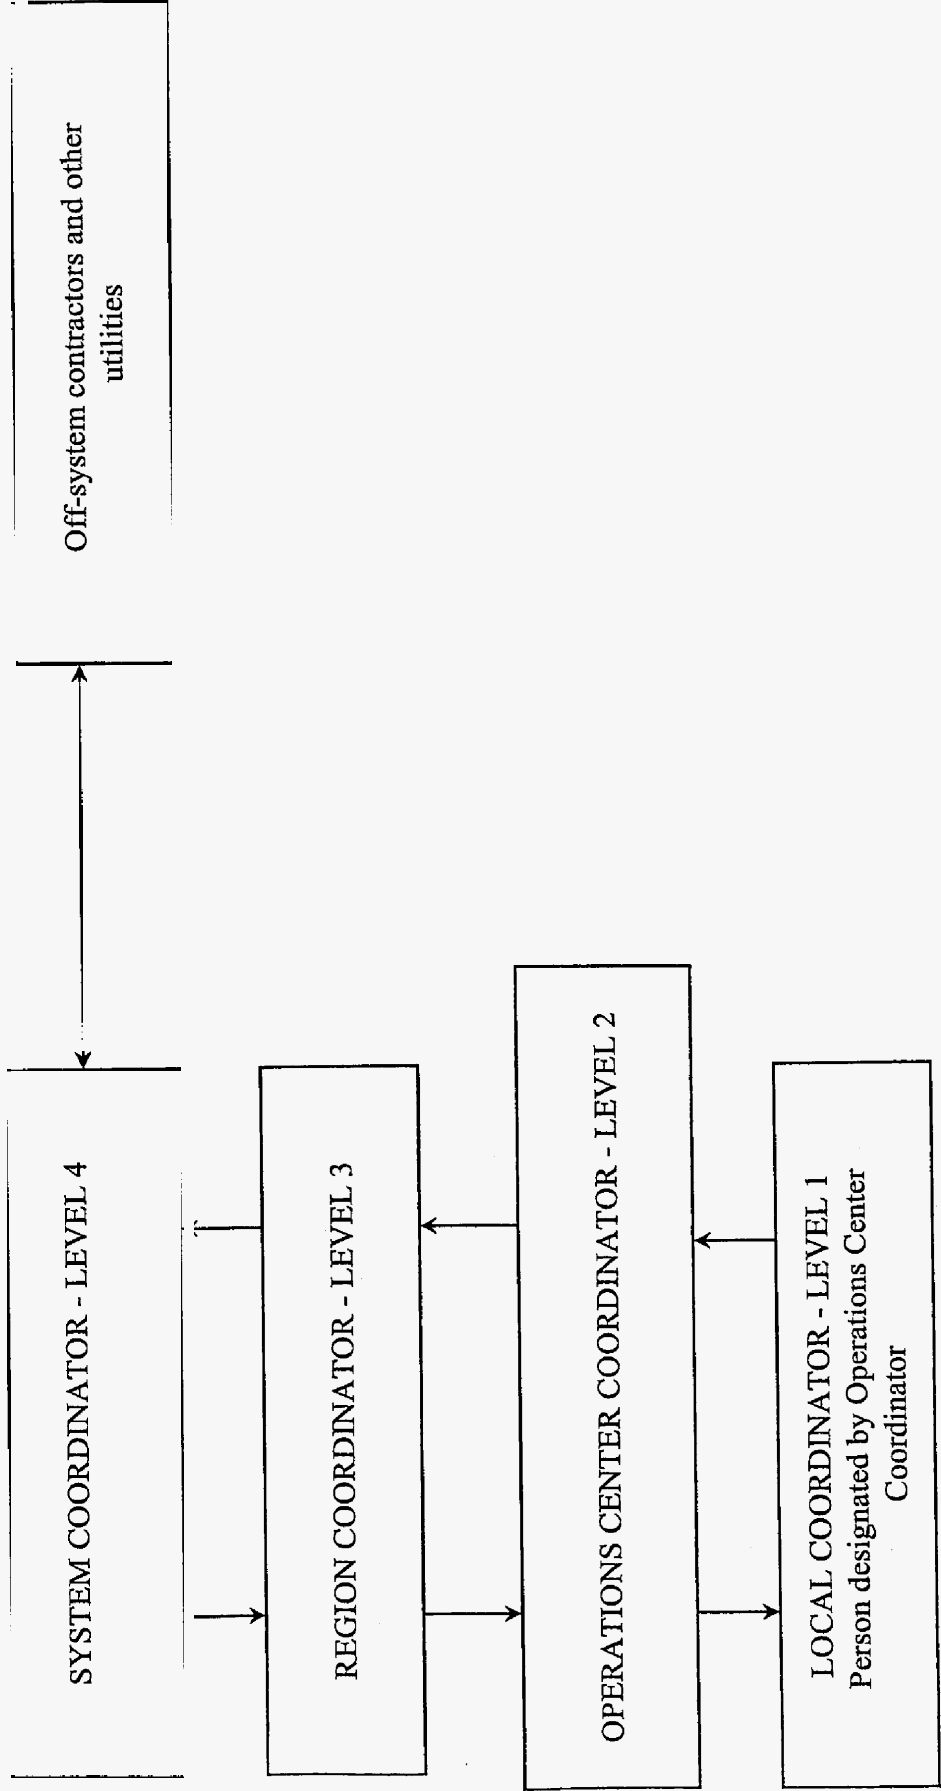 SYSTEM COORDINATOR - LEVEL 4
Off-system contractors and other
utilities
REGION COORDINATOR - LEVEL 3
OPERATIONS CENTER COORDINATOR - LEVEL 2
LOCAL COORDINATOR - LEVEL 1
Person designated by Operations Center
Coordinator